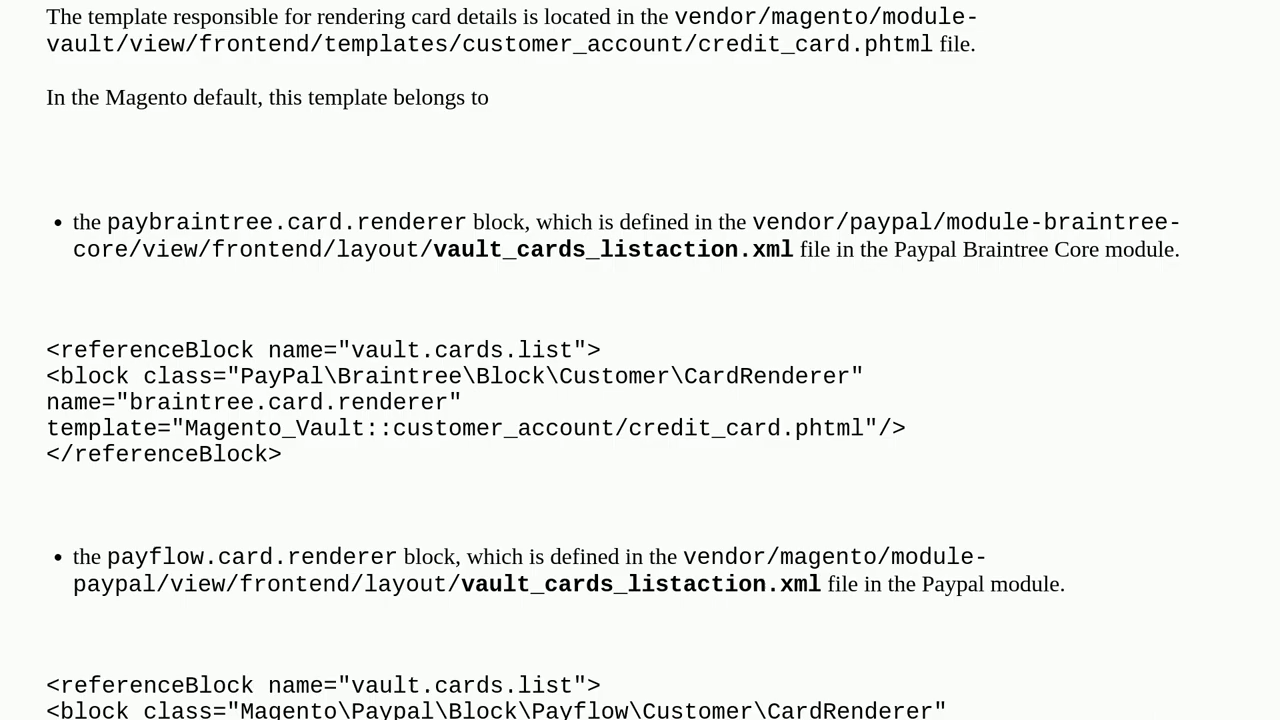 The template responsible for rendering card details is located in the vendor/magento/module-
vault/view/frontend/templates/customer_account/credit_card.phtml file.
In the Magento default, this template belongs to
• the paybraintree.card.renderer block, which is defined in the vendor/paypal/module-braintree-
core/view/frontend/layout/vault_cards_listaction.xml file in the Paypal Braintree Core module.
<referenceBlock name="vault.cards.list">
<block class="PayPal\Braintree\Block\Customer\CardRenderer"
name="braintree.card.renderer"
template="Magento_Vault::customer_account/credit_card.phtml"/>
</referenceBlock>
• the payflow.card.renderer block, which is defined in the vendor/magento/module-
paypal/view/frontend/layout/vault_cards_listaction.xml file in the Paypal module.
<referenceBlock name="vault.cards.list">
<block class="Magento\Paypal\Block\Payflow\Customer\CardRenderer"